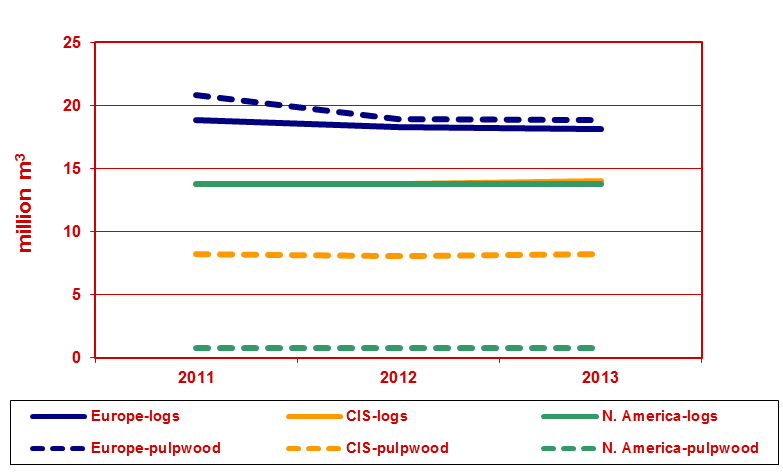 25
20
15
10
5
0
million m³
2011 2012 2013
Europe-logs CIS-logs N. America-logs
Europe-pulpwood CIS-pulpwood N. America-pulpwood